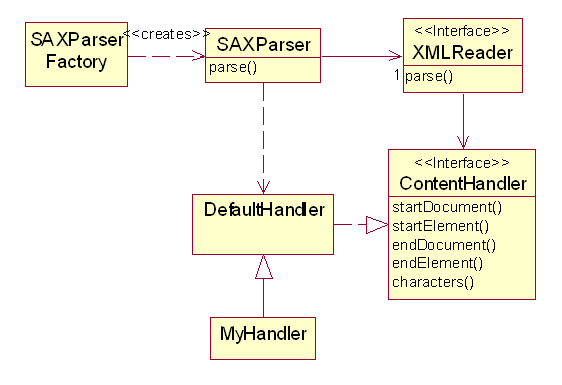 SAXParser
Factory
<<creates>>
SAXParser
parse()
1
<<Interface>>
XMLReader
parse()
<<Interface>>
ContentHandler
startDocument()
startElement()
endDocument()
endElement()
characters()
DefaultHandler
MyHandler